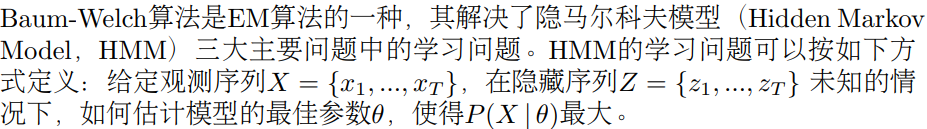 Baum-Welch算法是EM算法的一种，其解决了隐马尔科夫模型（Hidden Markov
Model，HMM）三大主要问题中的学习问题。HMM的学习问题可以按如下方
式定义：给定观测序列X = {x₁, ..., x_T}，在隐藏序列Z = {z₁, ..., z_T} 未知的情
况下，如何估计模型的最佳参数θ，使得P(X | θ)最大。